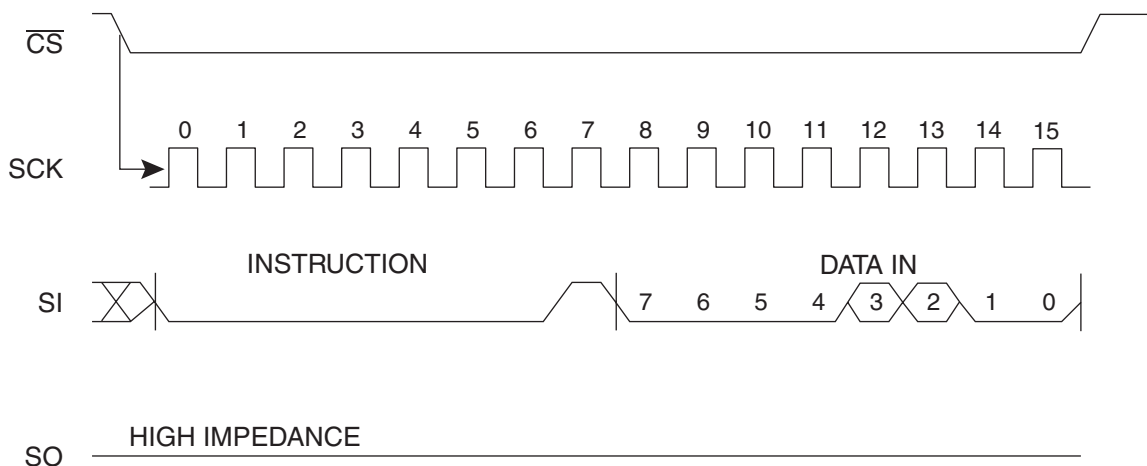 CS
0 1 2 3 4 5 6 7 8 9 10 11 12 13 14 15
SCK
INSTRUCTION DATA IN
SI 7 6 5 4 3 2 1 0
HIGH IMPEDANCE
SO